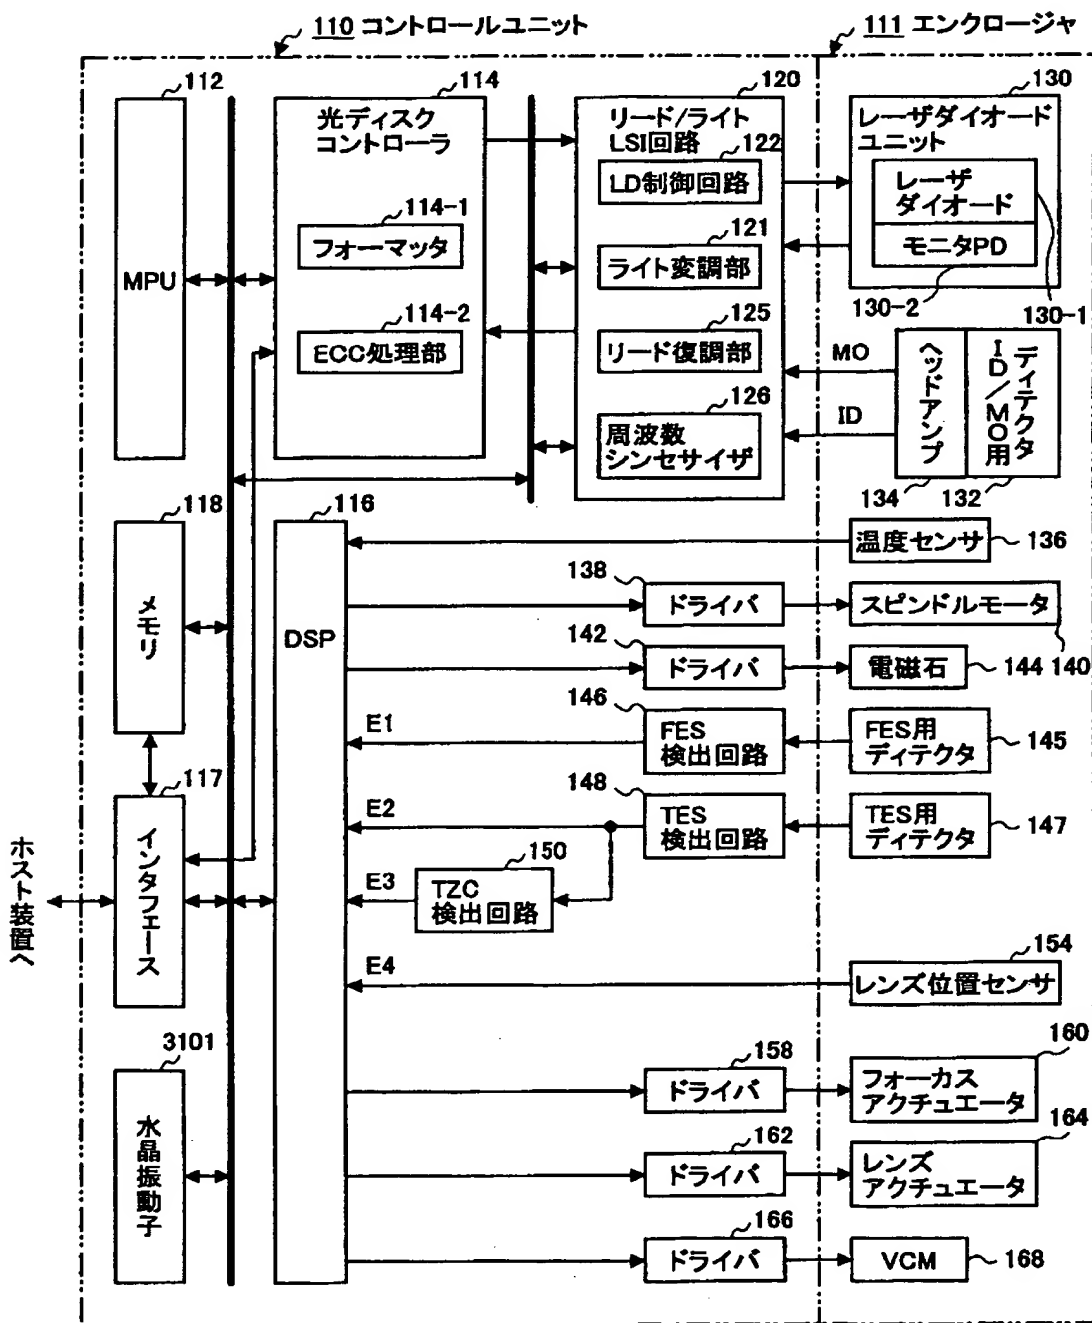 110 コントロールユニット
111 エンクロージャ
112
MPU
114
光ディスク
コントローラ
114-1
フォーマッタ
114-2
ECC処理部
120
リード/ライト
LSI回路
122
LD制御回路
121
ライト変調部
125
リード復調部
126
周波数
シンセサイザ
130
レーザダイオード
ユニット
レーザ
ダイオード
モニタPD
130-2
130-1
MO
ID
ヘッドアンプ
ディテクタ
ID/MO用
134
132
118
メモリ
116
DSP
温度センサ
136
138
ドライバ
スピンドルモータ
140
142
ドライバ
電磁石
144
E1
146
FES
検出回路
FES用
ディテクタ
145
E2
148
TES
検出回路
TES用
ディテクタ
147
E3
150
TZC
検出回路
117
インタフェース
ホスト装置へ
E4
154
レンズ位置センサ
3101
水晶振動子
158
ドライバ
160
フォーカス
アクチュエータ
162
ドライバ
164
レンズ
アクチュエータ
166
ドライバ
VCM
168